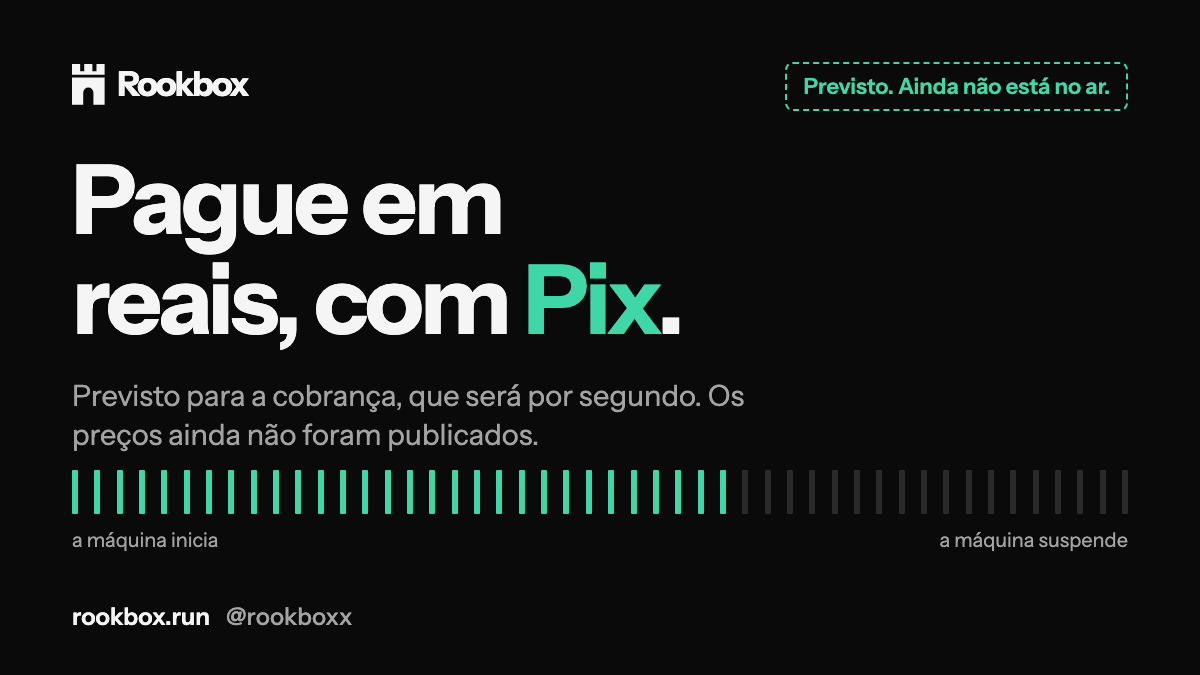 Rookbox
Previsto. Ainda não está no ar.
Pague em
reais, com Pix.
Previsto para a cobrança, que será por segundo. Os
preços ainda não foram publicados.
a máquina inicia
a máquina suspende
rookbox.run @rookboxx